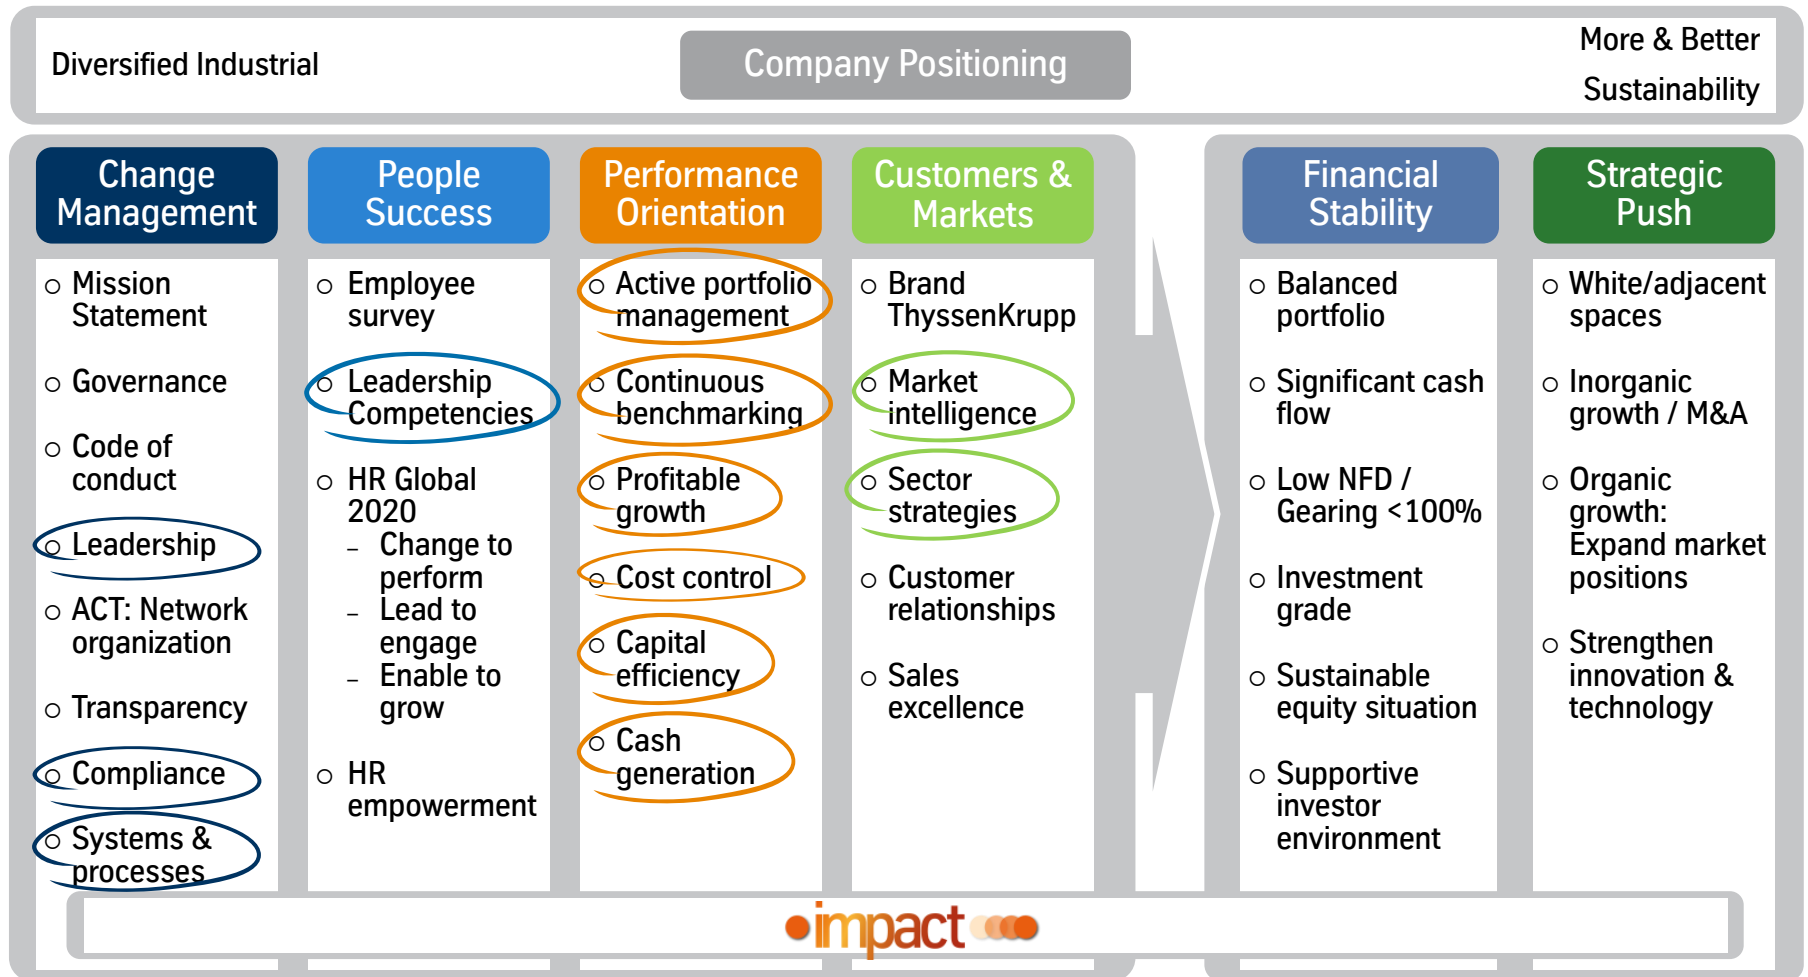 Diversified Industrial
Company Positioning
More & Better
Sustainability
Change
Management
○ Mission
Statement
○ Governance
○ Code of
conduct
○ Leadership
○ ACT: Network
organization
○ Transparency
○ Compliance
○ Systems &
processes
People
Success
○ Employee
survey
○ Leadership
Competencies
○ HR Global
2020
– Change to
perform
– Lead to
engage
– Enable to
grow
○ HR
empowerment
Performance
Orientation
○ Active portfolio
management
○ Continuous
benchmarking
○ Profitable
growth
○ Cost control
○ Capital
efficiency
○ Cash
generation
Customers &
Markets
○ Brand
ThyssenKrupp
○ Market
intelligence
○ Sector
strategies
○ Customer
relationships
○ Sales
excellence
Financial
Stability
○ Balanced
portfolio
○ Significant cash
flow
○ Low NFD /
Gearing <100%
○ Investment
grade
○ Sustainable
equity situation
○ Supportive
investor
environment
Strategic
Push
○ White/adjacent
spaces
○ Inorganic
growth / M&A
○ Organic
growth:
Expand market
positions
○ Strengthen
innovation &
technology
impact